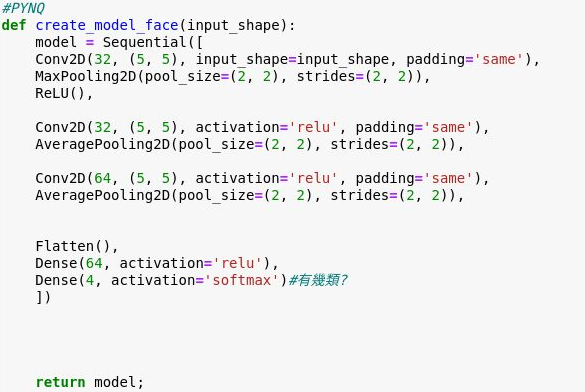 #PYNQ
def create_model_face(input_shape):
    model = Sequential([
    Conv2D(32, (5, 5), input_shape=input_shape, padding='same'),
    MaxPooling2D(pool_size=(2, 2), strides=(2, 2)),
    ReLU(),
    Conv2D(32, (5, 5), activation='relu', padding='same'),
    AveragePooling2D(pool_size=(2, 2), strides=(2, 2)),
    Conv2D(64, (5, 5), activation='relu', padding='same'),
    AveragePooling2D(pool_size=(2, 2), strides=(2, 2)),
    Flatten(),
    Dense(64, activation='relu'),
    Dense(4, activation='softmax')#有幾類?
    ])
    return model;